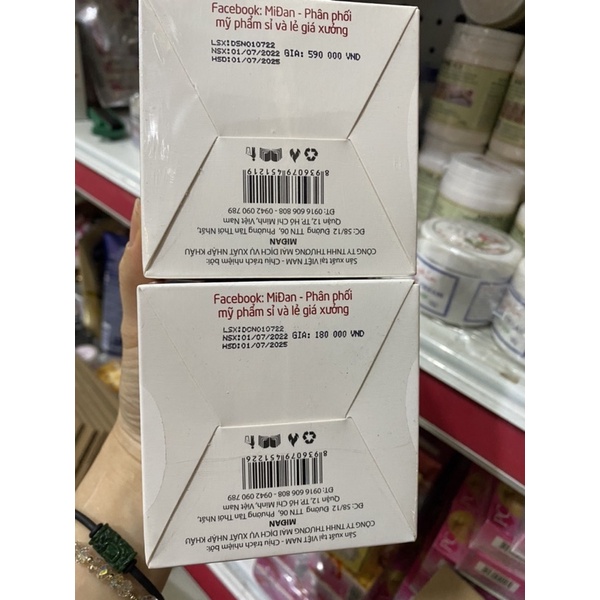 Facebook: MiĐan - Phân phối
mỹ phẩm sỉ và lẻ giá xưởng
LSX:DSN010722
NSX:01/07/2022 GIA: 590 000 VND
HSD:01/07/2025
8936079451219
Sản xuất tại VIỆT NAM - Chịu trách nhiệm bởi:
CÔNG TY TNHH THƯƠNG MẠI DỊCH VỤ XUẤT NHẬP KHẨU
MIĐAN
ĐC: 58/12 Đường TTN 06, Phường Tân Thới Nhất,
Quận 12, TP. Hồ Chí Minh, Việt Nam
ĐT: 0916 606 808 - 0942 090 789
Facebook: MiĐan - Phân phối
mỹ phẩm sỉ và lẻ giá xưởng
LSX:DCN010722
NSX:01/07/2022 GIA: 180 000 VND
HSD:01/07/2025
8936079451226
Sản xuất tại VIỆT NAM - Chịu trách nhiệm bởi:
CÔNG TY TNHH THƯƠNG MẠI DỊCH VỤ XUẤT NHẬP KHẨU
MIĐAN
ĐC: 58/12 Đường TTN 06, Phường Tân Thới Nhất,
Quận 12, TP. Hồ Chí Minh, Việt Nam
ĐT: 0916 606 808 - 0942 090 789